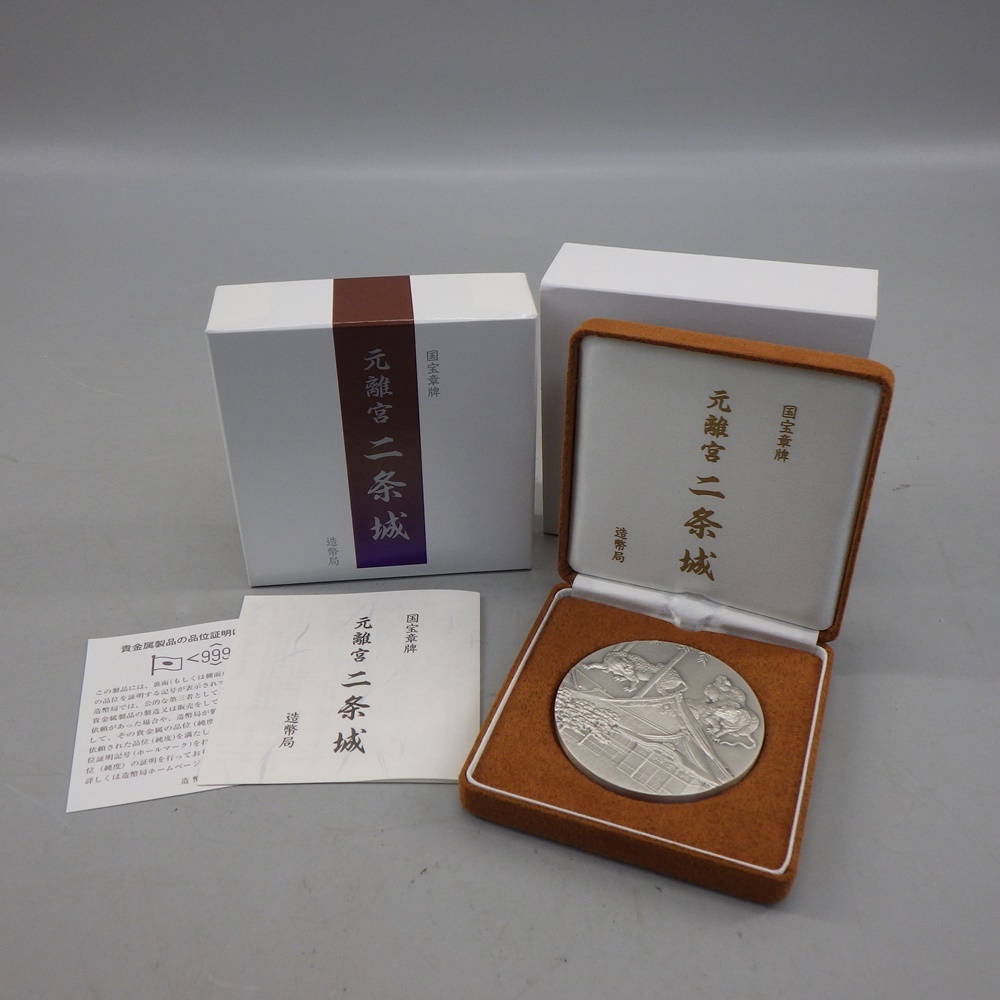 国宝章牌
元離宮二条城
造幣局
国宝章牌
元離宮二条城
造幣局
国宝章牌
元離宮二条城
造幣局
貴金属製品の品位証明
<999
この製品には、裏面(もしくは側面
の品位を証明する記号が表示されて
造幣局では、公的な第三者として
貴金属製品の製造又は販売をして
依頼があった場合や、造幣局が
して、その貴金属の品位(純度
依頼された品位(純度)を満たし
位証明記号(ホールマーク)を打
位(純度)の証明を行ってお
詳しくは造幣局ホームページ
造幣